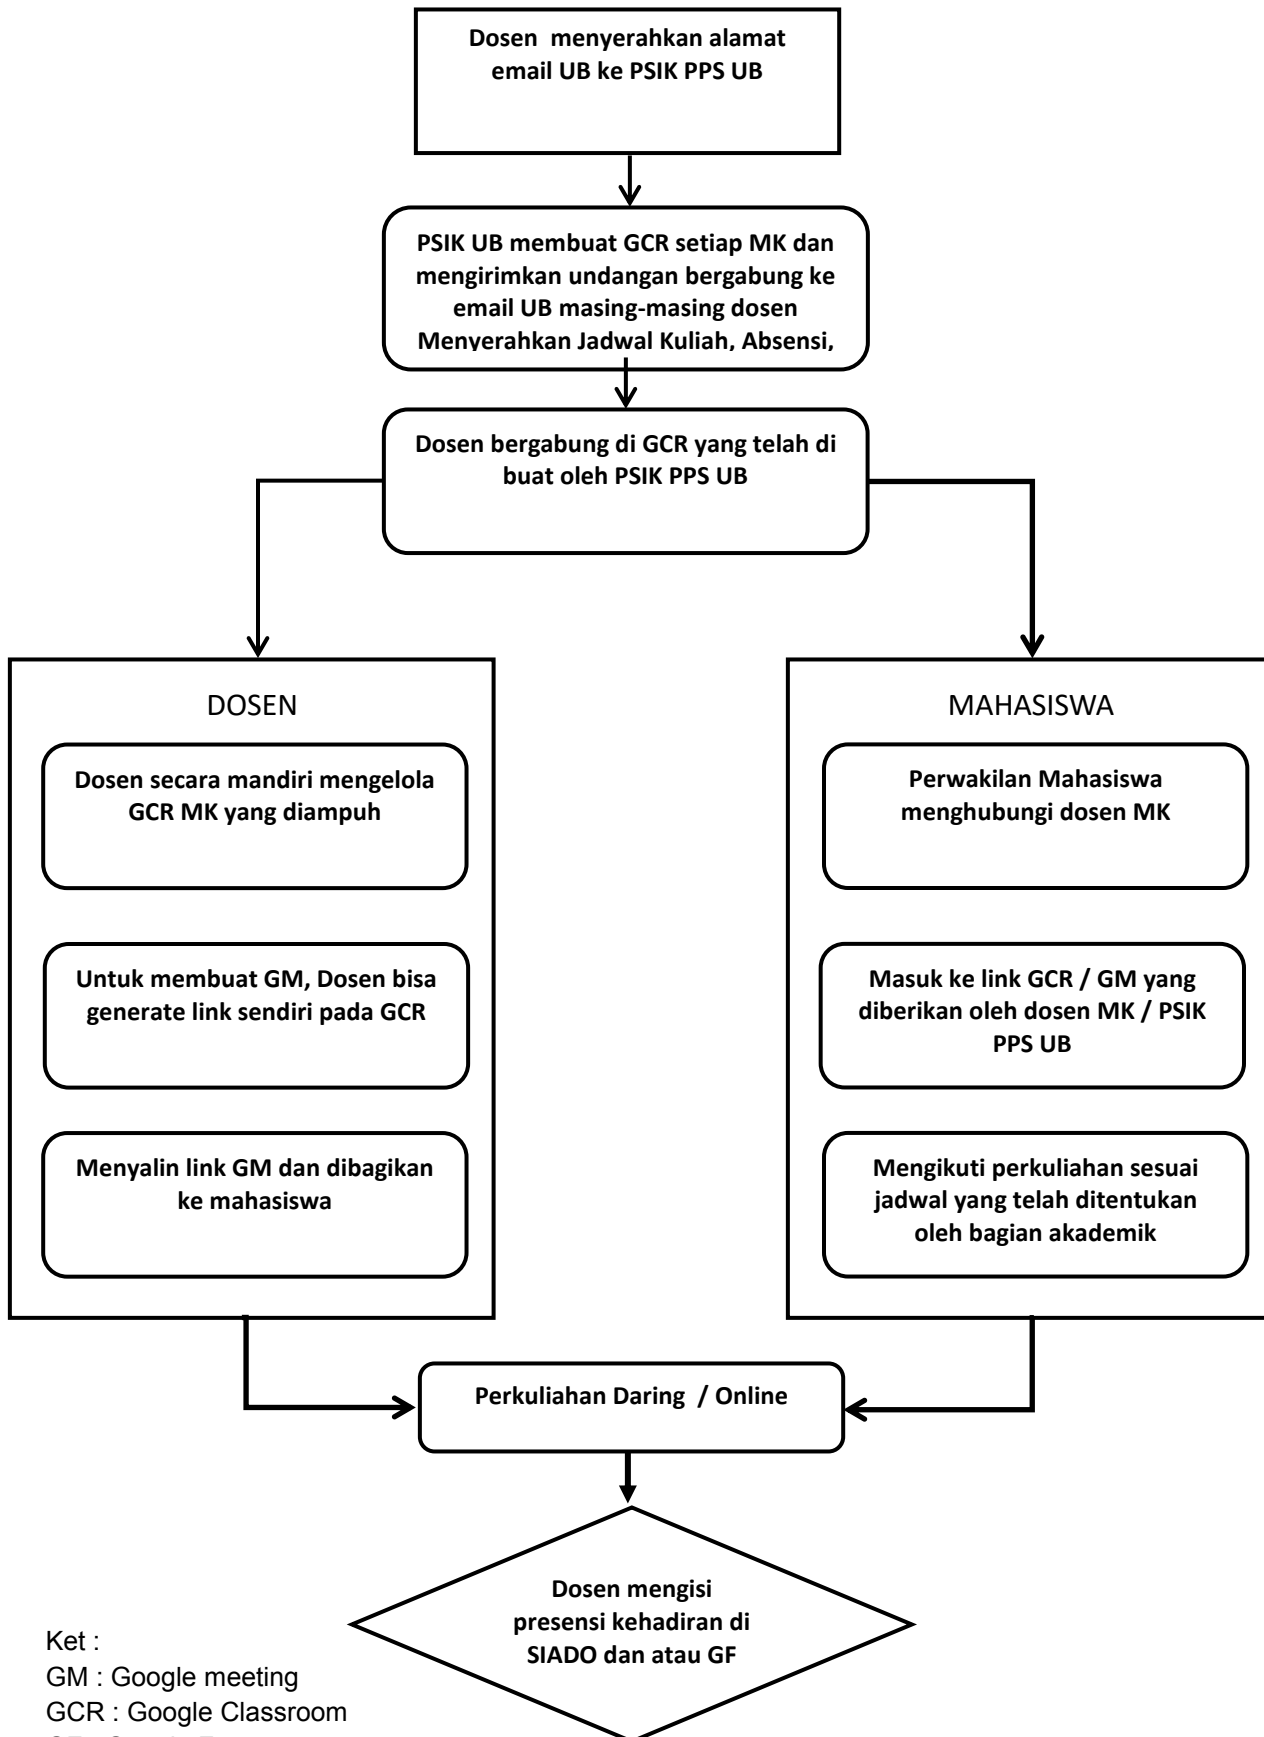 Dosen menyerahkan alamat
email UB ke PSIK PPS UB
PSIK UB membuat GCR setiap MK dan
mengirimkan undangan bergabung ke
email UB masing-masing dosen
Menyerahkan Jadwal Kuliah, Absensi,
Dosen bergabung di GCR yang telah di
buat oleh PSIK PPS UB
DOSEN
Dosen secara mandiri mengelola
GCR MK yang diampuh
Untuk membuat GM, Dosen bisa
generate link sendiri pada GCR
Menyalin link GM dan dibagikan
ke mahasiswa
MAHASISWA
Perwakilan Mahasiswa
menghubungi dosen MK
Masuk ke link GCR / GM yang
diberikan oleh dosen MK / PSIK
PPS UB
Mengikuti perkuliahan sesuai
jadwal yang telah ditentukan
oleh bagian akademik
Perkuliahan Daring / Online
Dosen mengisi
presensi kehadiran di
SIADO dan atau GF
Ket :
GM : Google meeting
GCR : Google Classroom